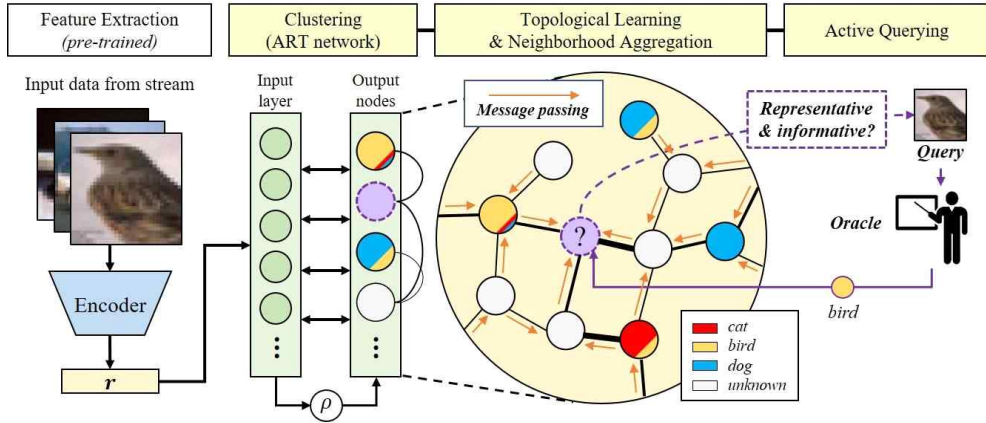 Feature Extraction
(pre-trained)
Clustering
(ART network)
Topological Learning
& Neighborhood Aggregation
Active Querying
Input data from stream
Input
layer
Output
nodes
Message passing
Representative
& informative?
Query
Oracle
?
bird
Encoder
r
ρ
cat
bird
dog
unknown